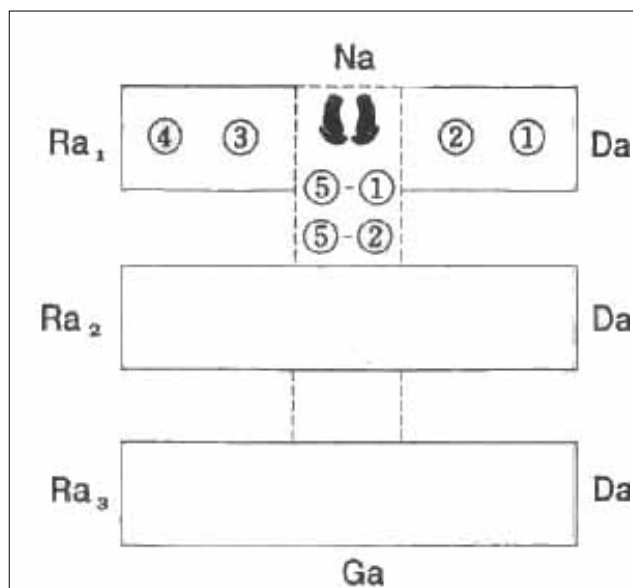 Na
Ra₁ ④ ③ ② ① Da
⑤-①
⑤-②
Ra₂ Da
Ra₃ Da
Ga